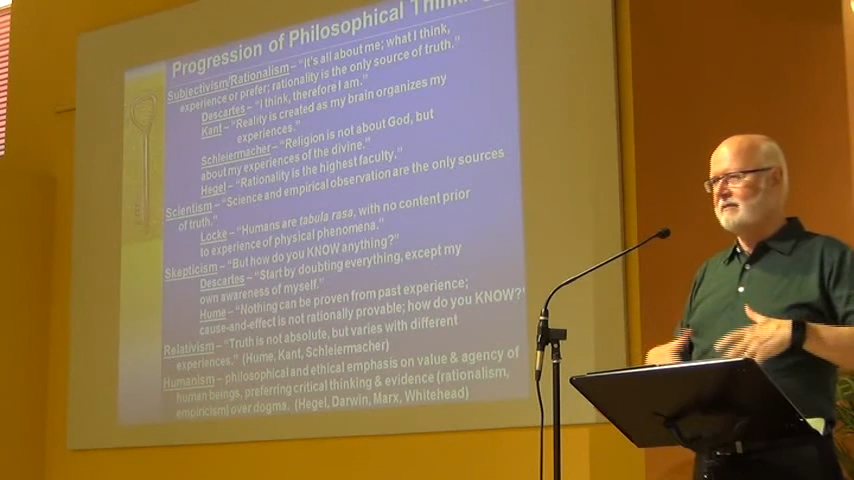 Progression of Philosophical Thinking
Subjectivism/Rationalism – “It’s all about me; what I think,
experience or prefer; rationality is the only source of truth.”
Descartes – “I think, therefore I am.”
Kant – “Reality is created as my brain organizes my
experiences.”
Schleiermacher – “Religion is not about God, but
about my experiences of the divine.”
Hegel – “Rationality is the highest faculty.”
Scientism – “Science and empirical observation are the only sources
of truth.”
Locke – “Humans are tabula rasa, with no content prior
to experience of physical phenomena.”
Skepticism – “But how do you KNOW anything?”
Descartes – “Start by doubting everything, except my
own awareness of myself.”
Hume – “Nothing can be proven from past experience;
cause-and-effect is not rationally provable; how do you KNOW?”
Relativism – “Truth is not absolute, but varies with different
experiences.” (Hume, Kant, Schleiermacher)
Humanism – philosophical and ethical emphasis on value & agency of
human beings, preferring critical thinking & evidence (rationalism,
empiricism) over dogma. (Hegel, Darwin, Marx, Whitehead)